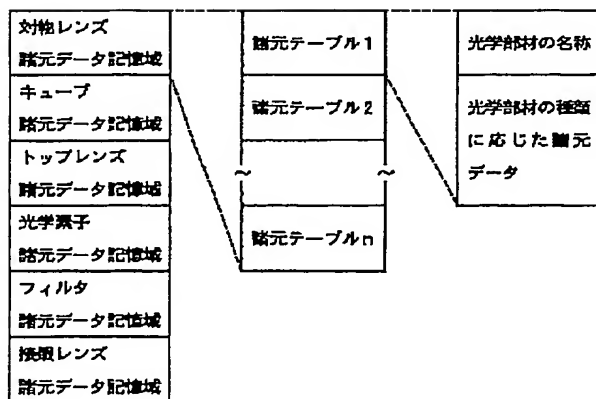 対物レンズ
諸元データ記憶域
キューブ
諸元データ記憶域
トップレンズ
諸元データ記憶域
光学素子
諸元データ記憶域
フィルタ
諸元データ記憶域
接眼レンズ
諸元データ記憶域
諸元テーブル1
諸元テーブル2
～
～
諸元テーブルn
光学部材の名称
光学部材の種類
に応じた諸元
データ